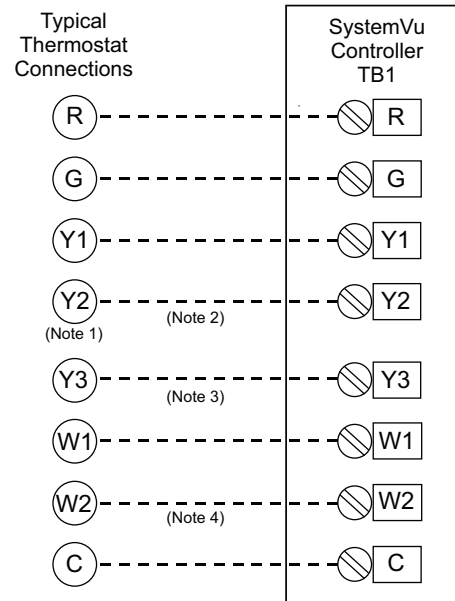 Typical
Thermostat
Connections
SystemVu
Controller
TB1
R R
G G
Y1 Y1
Y2 (Note 2) Y2
(Note 1)
Y3 (Note 3) Y3
W1 W1
W2 (Note 4) W2
C C